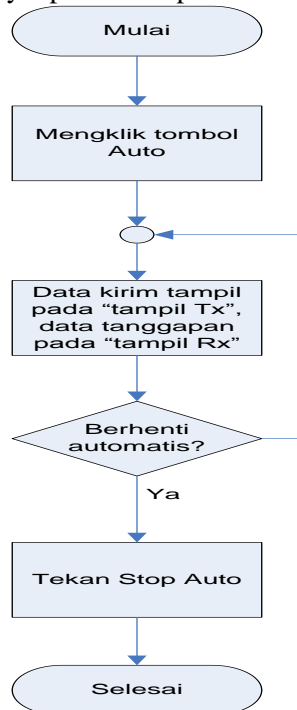 Mulai
Mengklik tombol
Auto
Data kirim tampil
pada “tampil Tx”,
data tanggapan
pada “tampil Rx”
Berhenti
automatis?
Ya
Tekan Stop Auto
Selesai